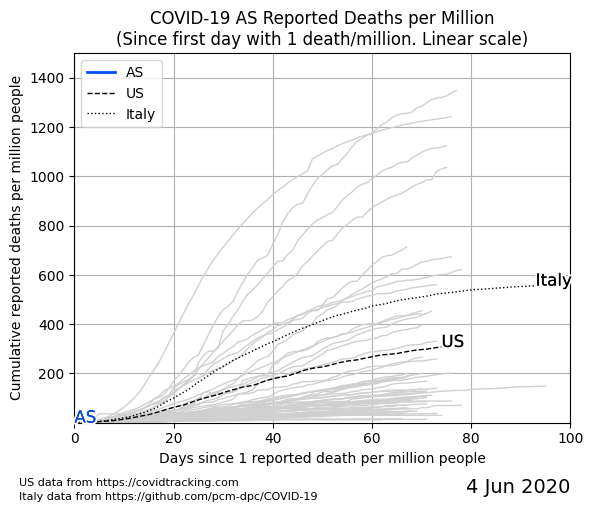 COVID-19 AS Reported Deaths per Million
(Since first day with 1 death/million. Linear scale)
Cumulative reported deaths per million people
1400
1200
1000
800
600
400
200
AS
US
Italy
Italy
US
AS
0
20
40
60
80
100
Days since 1 reported death per million people
US data from https://covidtracking.com
Italy data from https://github.com/pcm-dpc/COVID-19
4 Jun 2020